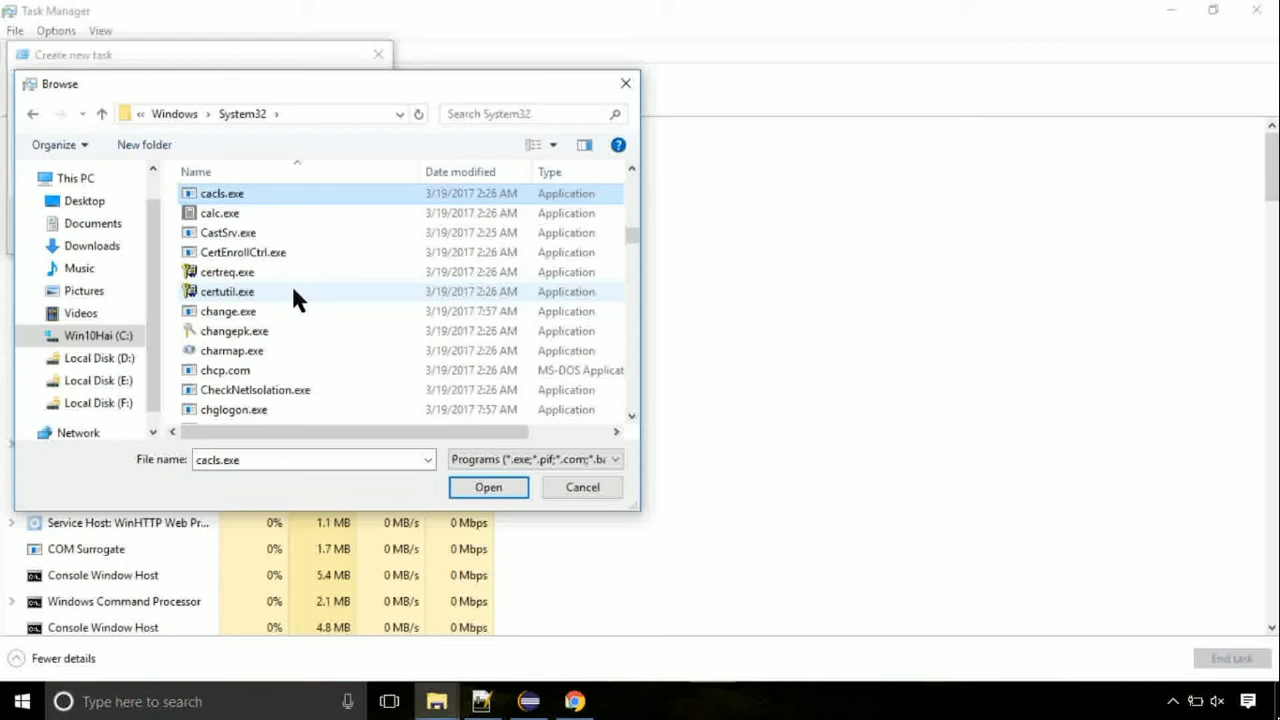 Task Manager
File Options View
Create new task
Browse
« Windows › System32 ›
Search System32
Organize New folder
Name Date modified Type
This PC
Desktop
Documents
Downloads
Music
Pictures
Videos
Win10Hai (C:)
Local Disk (D:)
Local Disk (E:)
Local Disk (F:)
Network
cacls.exe 3/19/2017 2:26 AM Application
calc.exe 3/19/2017 2:26 AM Application
CastSrv.exe 3/19/2017 2:25 AM Application
CertEnrollCtrl.exe 3/19/2017 2:26 AM Application
certreq.exe 3/19/2017 2:26 AM Application
certutil.exe 3/19/2017 2:26 AM Application
change.exe 3/19/2017 7:57 AM Application
changepk.exe 3/19/2017 2:25 AM Application
charmap.exe 3/19/2017 2:26 AM Application
chcp.com 3/19/2017 2:26 AM MS-DOS Applicat
CheckNetIsolation.exe 3/19/2017 2:26 AM Application
chglogon.exe 3/19/2017 7:57 AM Application
File name: cacls.exe Programs (*.exe;*.pif;*.com;*.ba
Open Cancel
Service Host: WinHTTP Web Pr... 0% 1.1 MB 0 MB/s 0 Mbps
COM Surrogate 0% 1.7 MB 0 MB/s 0 Mbps
Console Window Host 0% 5.4 MB 0 MB/s 0 Mbps
Windows Command Processor 0% 2.1 MB 0 MB/s 0 Mbps
Console Window Host 0% 4.8 MB 0 MB/s 0 Mbps
Fewer details End task
Type here to search